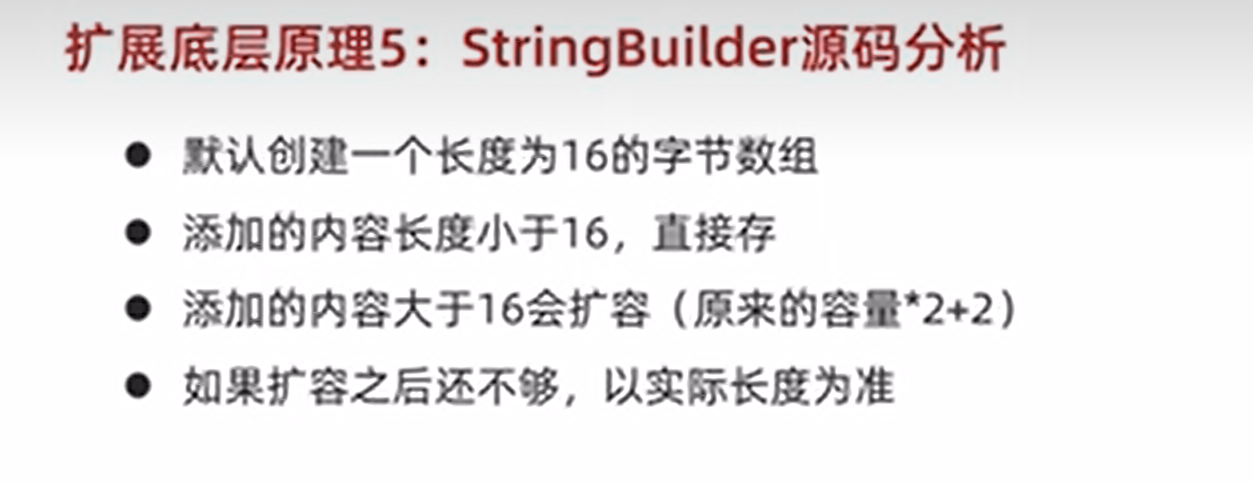 扩展底层原理5：StringBuilder源码分析
● 默认创建一个长度为16的字节数组
● 添加的内容长度小于16，直接存
● 添加的内容大于16会扩容（原来的容量*2+2）
● 如果扩容之后还不够，以实际长度为准